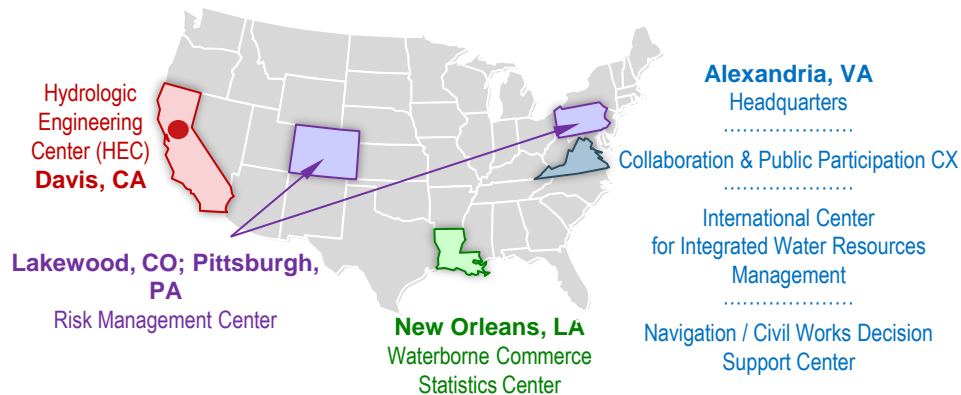 Hydrologic
Engineering
Center (HEC)
Davis, CA
Lakewood, CO; Pittsburgh,
PA
Risk Management Center
New Orleans, LA
Waterborne Commerce
Statistics Center
Alexandria, VA
Headquarters
....................
Collaboration & Public Participation CX
....................
International Center
for Integrated Water Resources
Management
....................
Navigation / Civil Works Decision
Support Center